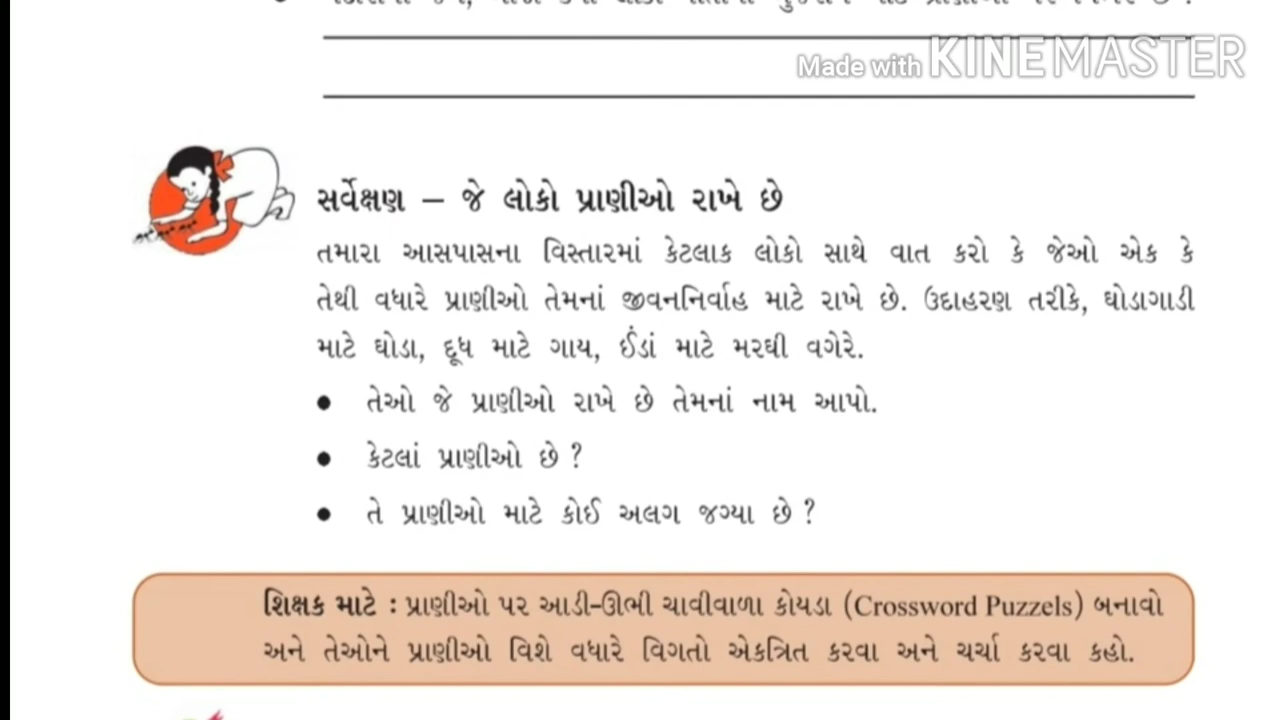 Made with KINEMASTER
સર્વેક્ષણ – જે લોકો પ્રાણીઓ રાખે છે
તમારા આસપાસના વિસ્તારમાં કેટલાક લોકો સાથે વાત કરો કે જેઓ એક કે
તેથી વધારે પ્રાણીઓ તેમનાં જીવનનિર્વાહ માટે રાખે છે. ઉદાહરણ તરીકે, ઘોડાગાડી
માટે ઘોડા, દૂધ માટે ગાય, ઈંડાં માટે મરઘી વગેરે.
● તેઓ જે પ્રાણીઓ રાખે છે તેમનાં નામ આપો.
● કેટલાં પ્રાણીઓ છે ?
● તે પ્રાણીઓ માટે કોઈ અલગ જગ્યા છે ?
શિક્ષક માટે : પ્રાણીઓ પર આડી-ઊભી ચાવીવાળા કોયડા (Crossword Puzzels) બનાવો
અને તેઓને પ્રાણીઓ વિશે વધારે વિગતો એકત્રિત કરવા અને ચર્ચા કરવા કહો.